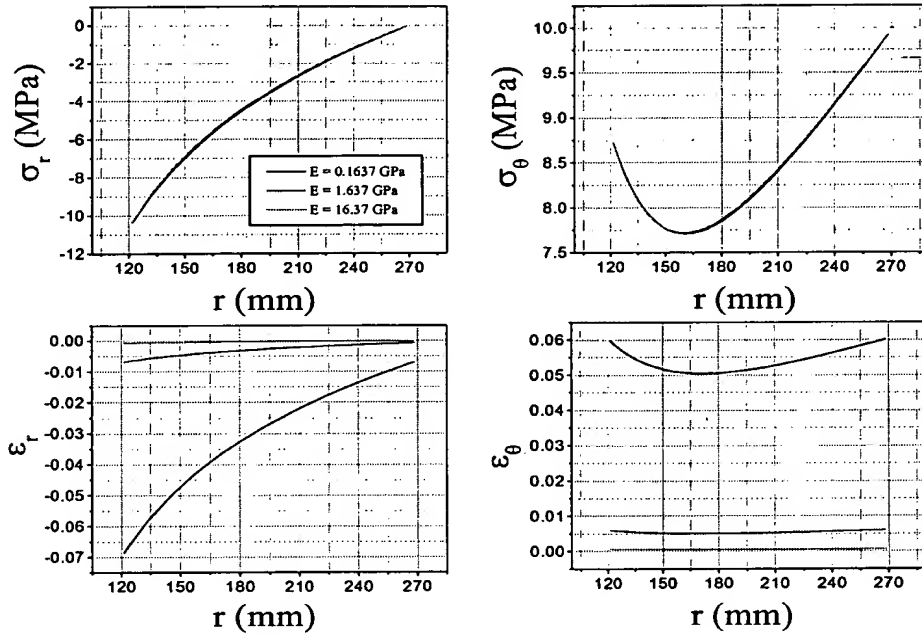 0
-2
-4
-6
-8
-10
-12
σr (MPa)
E = 0.1637 GPa
E = 1.637 GPa
E = 16.37 GPa
120 150 180 210 240 270
r (mm)
10.0
9.5
9.0
8.5
8.0
7.5
σθ (MPa)
120 150 180 210 240 270
r (mm)
0.00
-0.01
-0.02
-0.03
-0.04
-0.05
-0.06
-0.07
εr
120 150 180 210 240 270
r (mm)
0.06
0.05
0.04
0.03
0.02
0.01
0.00
εθ
120 150 180 210 240 270
r (mm)